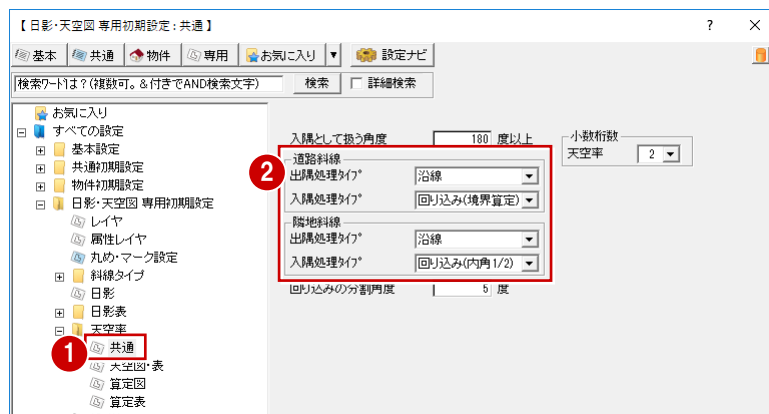 【 日影・天空図 専用初期設定 : 共通 】 ? ×
基本 共通 物件 専用 お気に入り ▼ 設定ナビ
検索ワードは？(複数可。＆付きでAND検索文字) 検索 詳細検索
お気に入り
すべての設定
基本設定
共通初期設定
物件初期設定
日影・天空図 専用初期設定
レイヤ
属性レイヤ
丸め・マーク設定
斜線タイプ
日影
日影表
天空率
1 共通
天空図・表
算定図
算定表
入隅として扱う角度 180 度以上
2
道路斜線
出隅処理タイプ 沿線
入隅処理タイプ 回り込み(境界算定)
隣地斜線
出隅処理タイプ 沿線
入隅処理タイプ 回り込み(内角1/2)
回り込みの分割角度 5 度
小数桁数
天空率 2